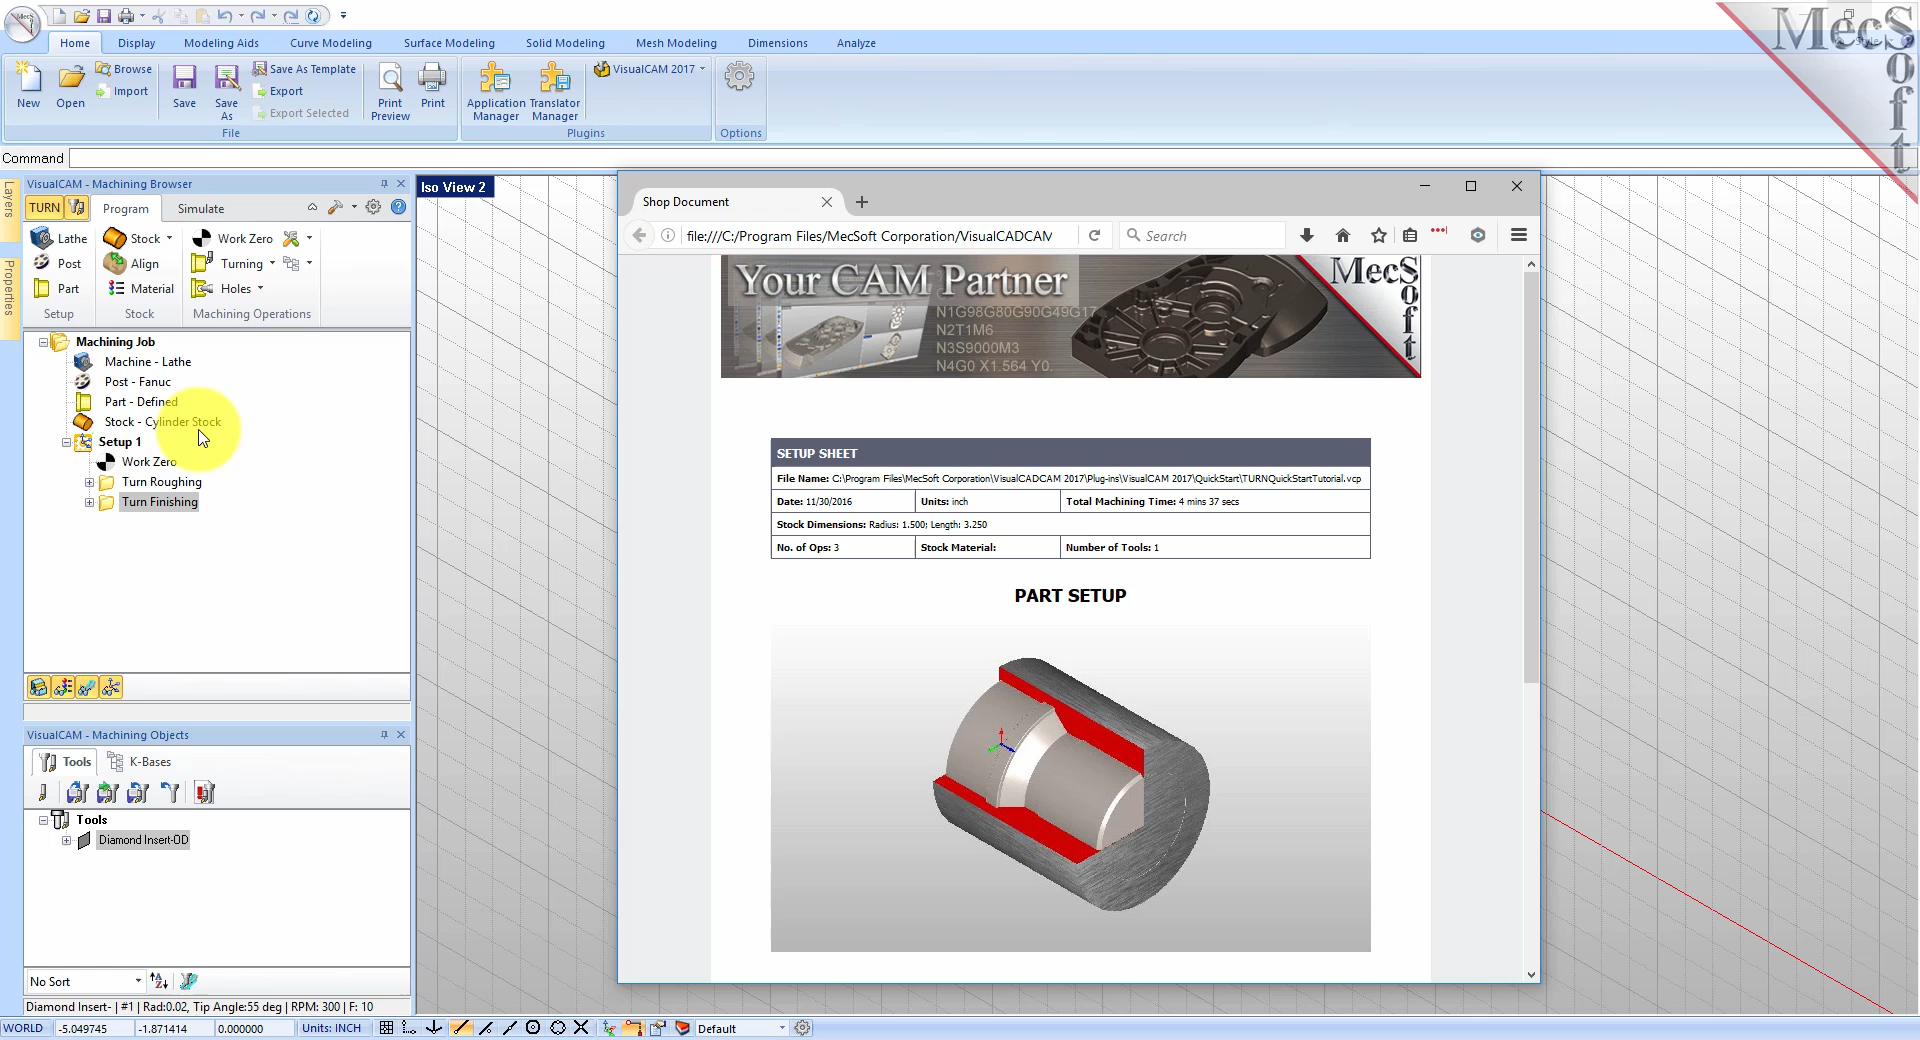 Home Display Modeling Aids Curve Modeling Surface Modeling Solid Modeling Mesh Modeling Dimensions Analyze
New Open Browse Import Save Save As Save As Template Export Export Selected Print Preview Print
Application Manager Translator Manager VisualCAM 2017
File Plugins Options
Command
MecSoft
Layers
Properties
VisualCAM - Machining Browser
TURN Program Simulate
Lathe Stock Work Zero
Post Align Turning
Part Material Holes
Setup Stock Machining Operations
Machining Job
Machine - Lathe
Post - Fanuc
Part - Defined
Stock - Cylinder Stock
Setup 1
Work Zero
Turn Roughing
Turn Finishing
VisualCAM - Machining Objects
Tools K-Bases
Tools
Diamond Insert-OD
No Sort
Diamond Insert- | #1 | Rad:0.02, Tip Angle:55 deg | RPM: 300 | F: 10
WORLD -5.049745 -1.871414 0.000000 Units: INCH Default
Iso View 2
Shop Document
file:///C:/Program Files/MecSoft Corporation/VisualCADCAM
Search
Your CAM Partner
N1G98G80G90G49G17
N2T1M6
N3S9000M3
N4G0 X1.564 Y0.
MecSoft
SETUP SHEET
File Name: C:\Program Files\MecSoft Corporation\VisualCADCAM 2017\Plug-ins\VisualCAM 2017\QuickStart\TURNQuickStartTutorial.vcp
Date: 11/30/2016 Units: inch Total Machining Time: 4 mins 37 secs
Stock Dimensions: Radius: 1.500; Length: 3.250
No. of Ops: 3 Stock Material: Number of Tools: 1
PART SETUP